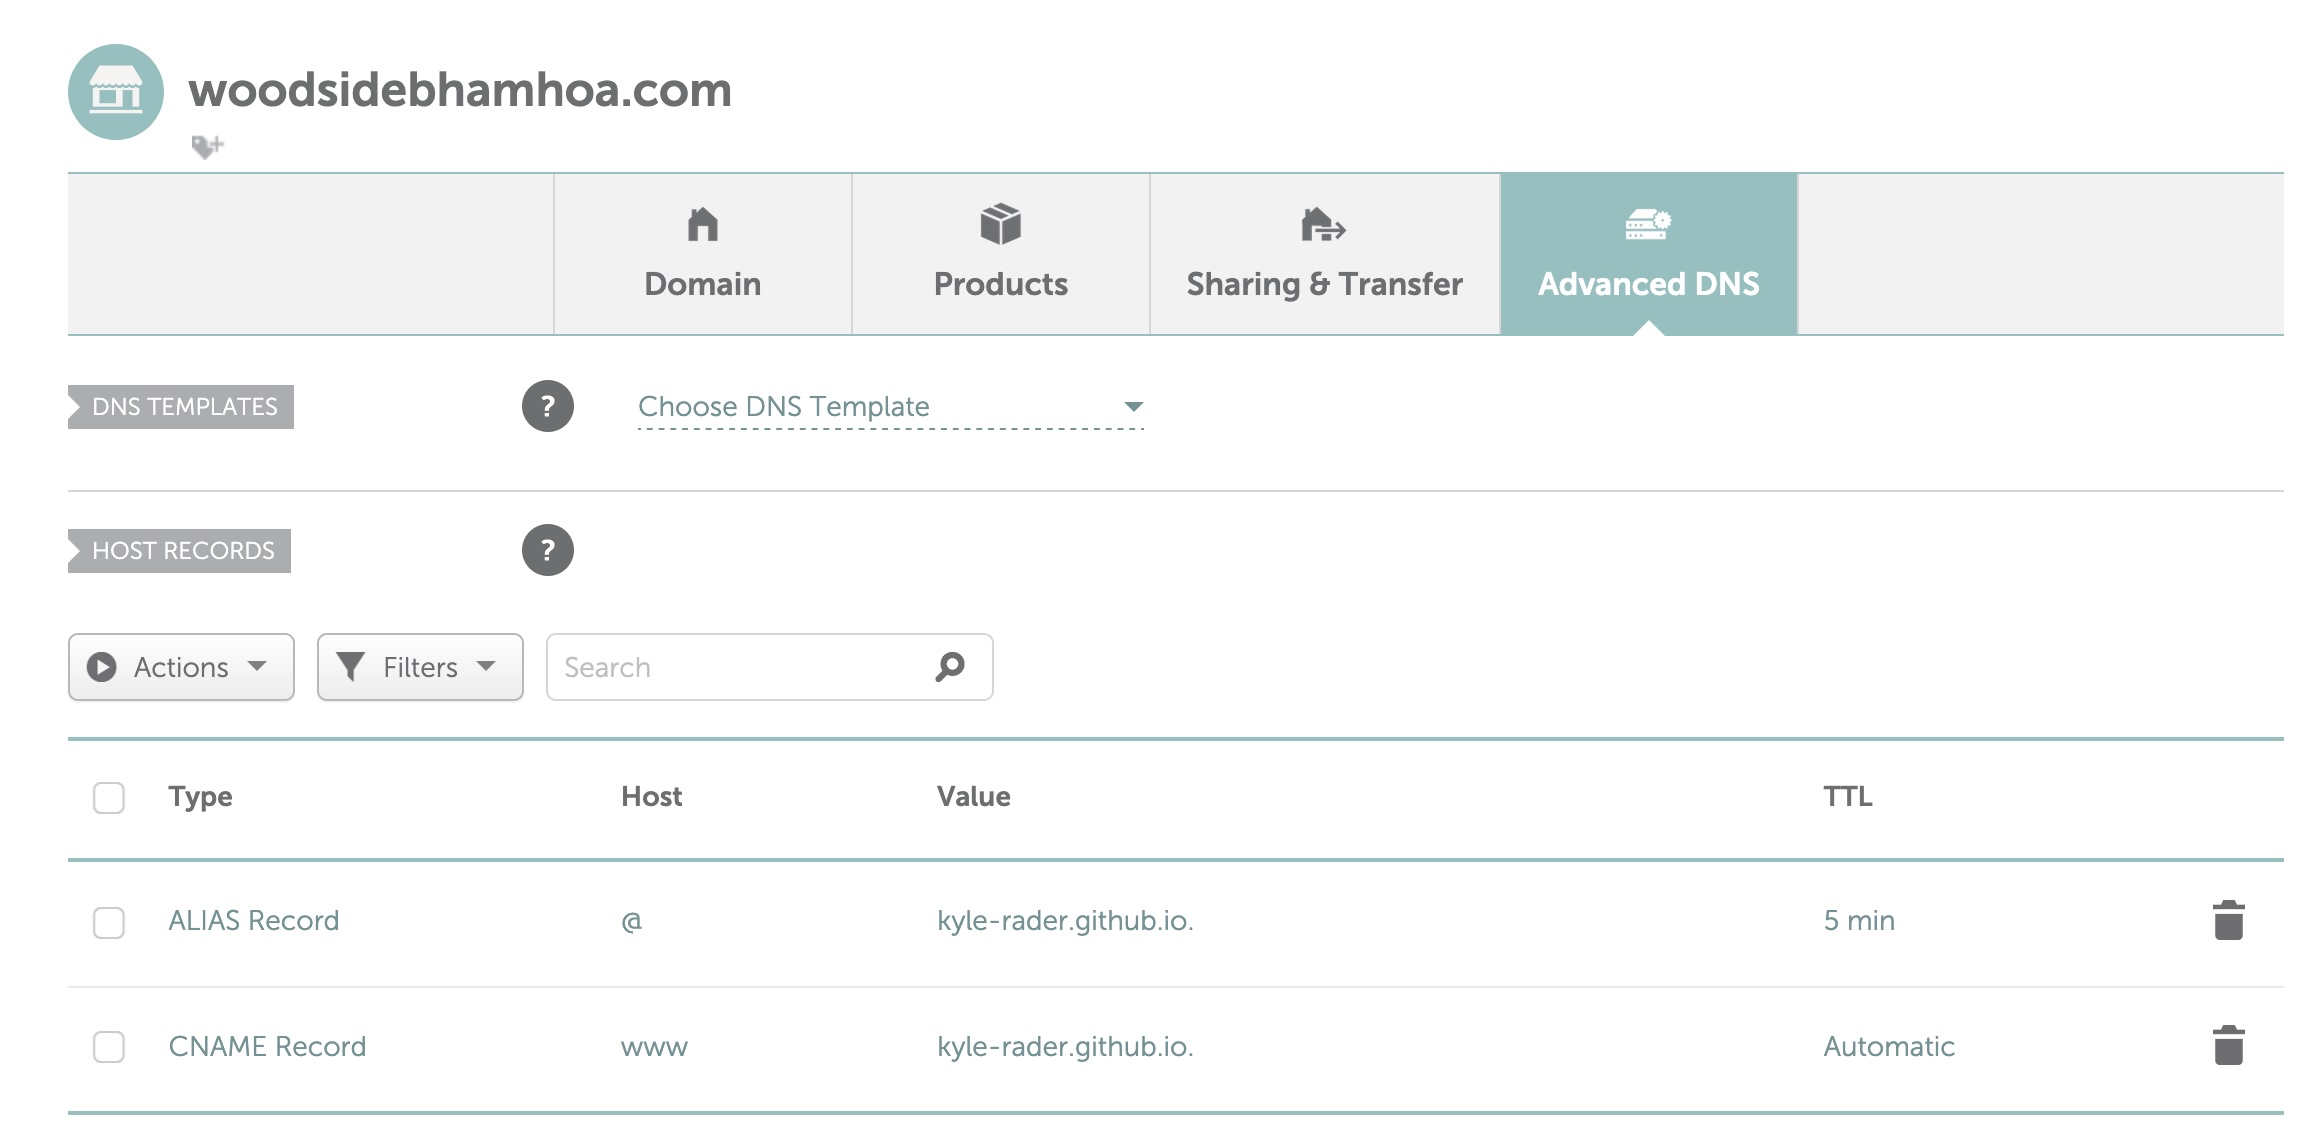 woodsidebhamhoa.com
Domain
Products
Sharing & Transfer
Advanced DNS
DNS TEMPLATES
?
Choose DNS Template
HOST RECORDS
?
Actions
Filters
Search
Type Host Value TTL
ALIAS Record @ kyle-rader.github.io. 5 min
CNAME Record www kyle-rader.github.io. Automatic